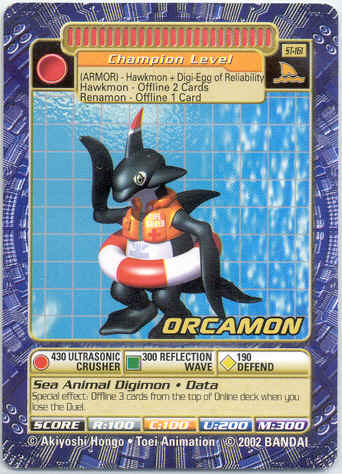 Champion Level
St-161
(ARMOR) - Hawkmon + Digi-Egg of Reliability
Hawkmon - Offline 2 Cards
Renamon - Offline 1 Card
ORCAMON
430 ULTRASONIC CRUSHER
300 REFLECTION WAVE
190 DEFEND
Sea Animal Digimon • Data
Special effect: Offline 3 cards from the top of Online deck when you
lose the Duel.
SCORE R:100 C:100 U:200 M:300
© Akiyoshi Hongo • Toei Animation © 2002 BANDAI